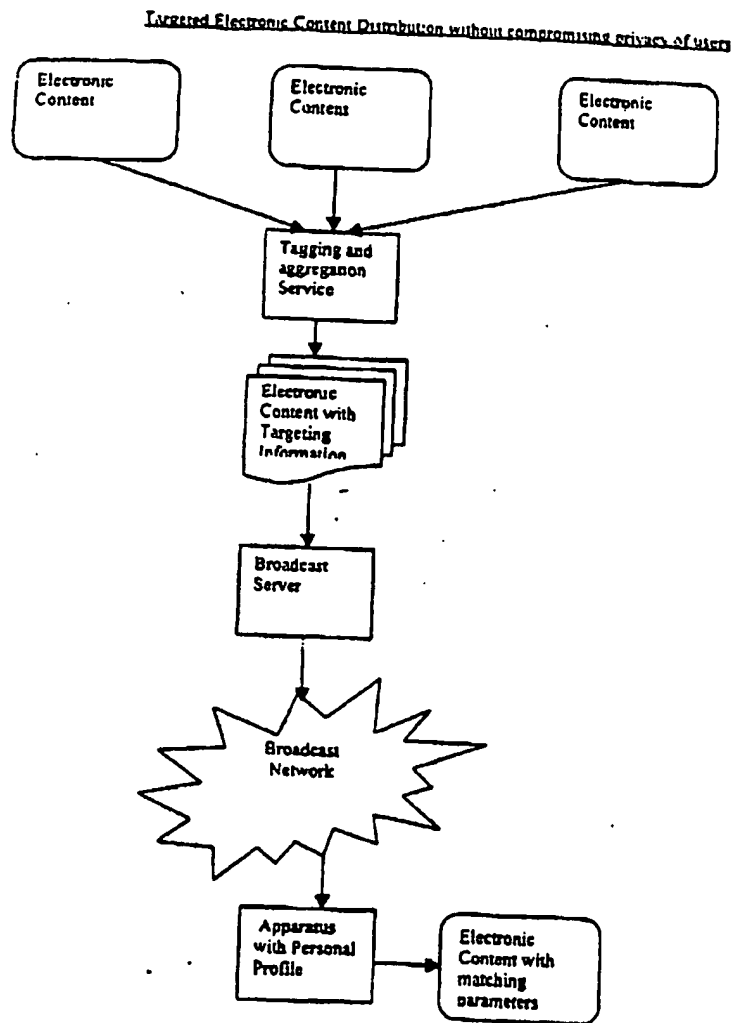 Targeted Electronic Content Distribution without compromising privacy of users
Electronic
Content
Electronic
Content
Electronic
Content
Tagging and
aggregation
Service
Electronic
Content with
Targeting
Information
Broadcast
Server
Broadcast
Network
Apparatus
with Personal
Profile
Electronic
Content with
matching
parameters